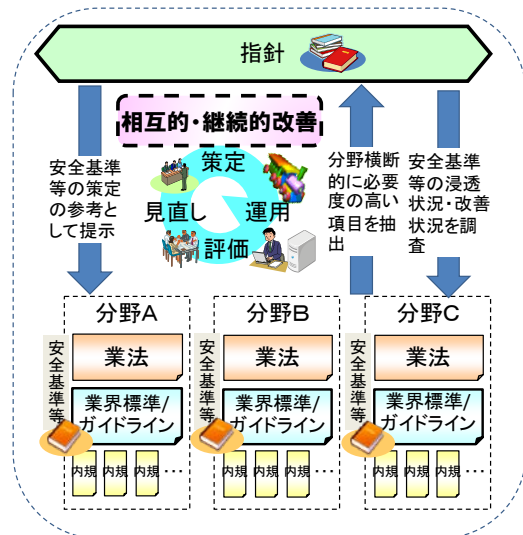 指針
相互的・継続的改善
安全基準
等の策定
の参考と
して提示
策定
見直し
運用
評価
分野横断
的に必要
度の高い
項目を抽
出
安全基準
等の浸透
状況・改善
状況を調
査
分野A
安全基準等
業法
業界標準/
ガイドライン
内規
内規
内規
・・・
分野B
安全基準等
業法
業界標準/
ガイドライン
内規
内規
内規
・・・
分野C
安全基準等
業法
業界標準/
ガイドライン
内規
内規
内規
・・・